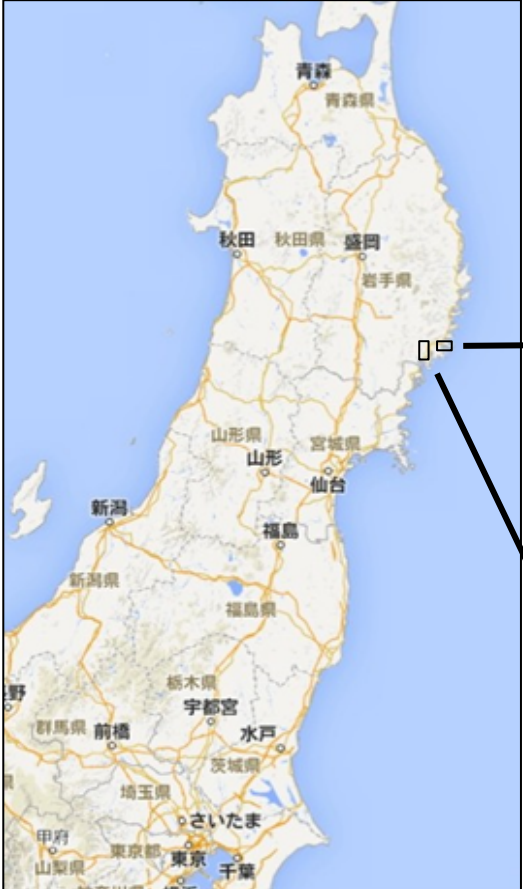 青森
青森県
秋田
秋田県
盛岡
岩手県
山形県
宮城県
山形
仙台
新潟
福島
新潟県
福島県
栃木県
宇都宮
群馬県
前橋
水戸
茨城県
埼玉県
さいたま
甲府
東京都
東京
千葉
山梨県